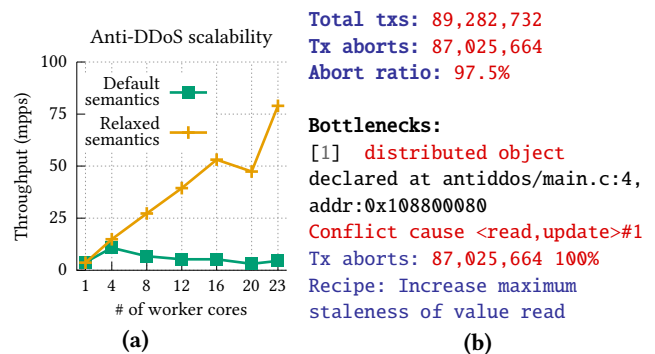 Anti-DDoS scalability
Throughput (mpps)
100
75
50
25
0
Default
semantics
Relaxed
semantics
1 4 8 12 16 20 23
# of worker cores
(a)
Total txs: 89,282,732
Tx aborts: 87,025,664
Abort ratio: 97.5%
Bottlenecks:
[1] distributed object
declared at antiddos/main.c:4,
addr:0x108800080
Conflict cause <read,update>#1
Tx aborts: 87,025,664 100%
Recipe: Increase maximum
staleness of value read
(b)